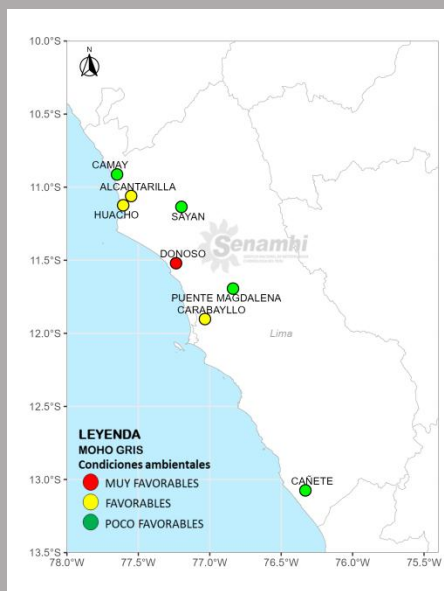 10.0°S
N
10.5°S
CAMAY
11.0°S
ALCANTARILLA
HUACHO
SAYAN
Senamhi
DONOSO
11.5°S
PUENTE MAGDALENA
CARABAYLLO
12.0°S
Lima
12.5°S
LEYENDA
MOHO GRIS
Condiciones ambientales
MUY FAVORABLES
FAVORABLES
POCO FAVORABLES
13.0°S
CAÑETE
13.5°S
78.0°W 77.5°W 77.0°W 76.5°W 76.0°W 75.5°W